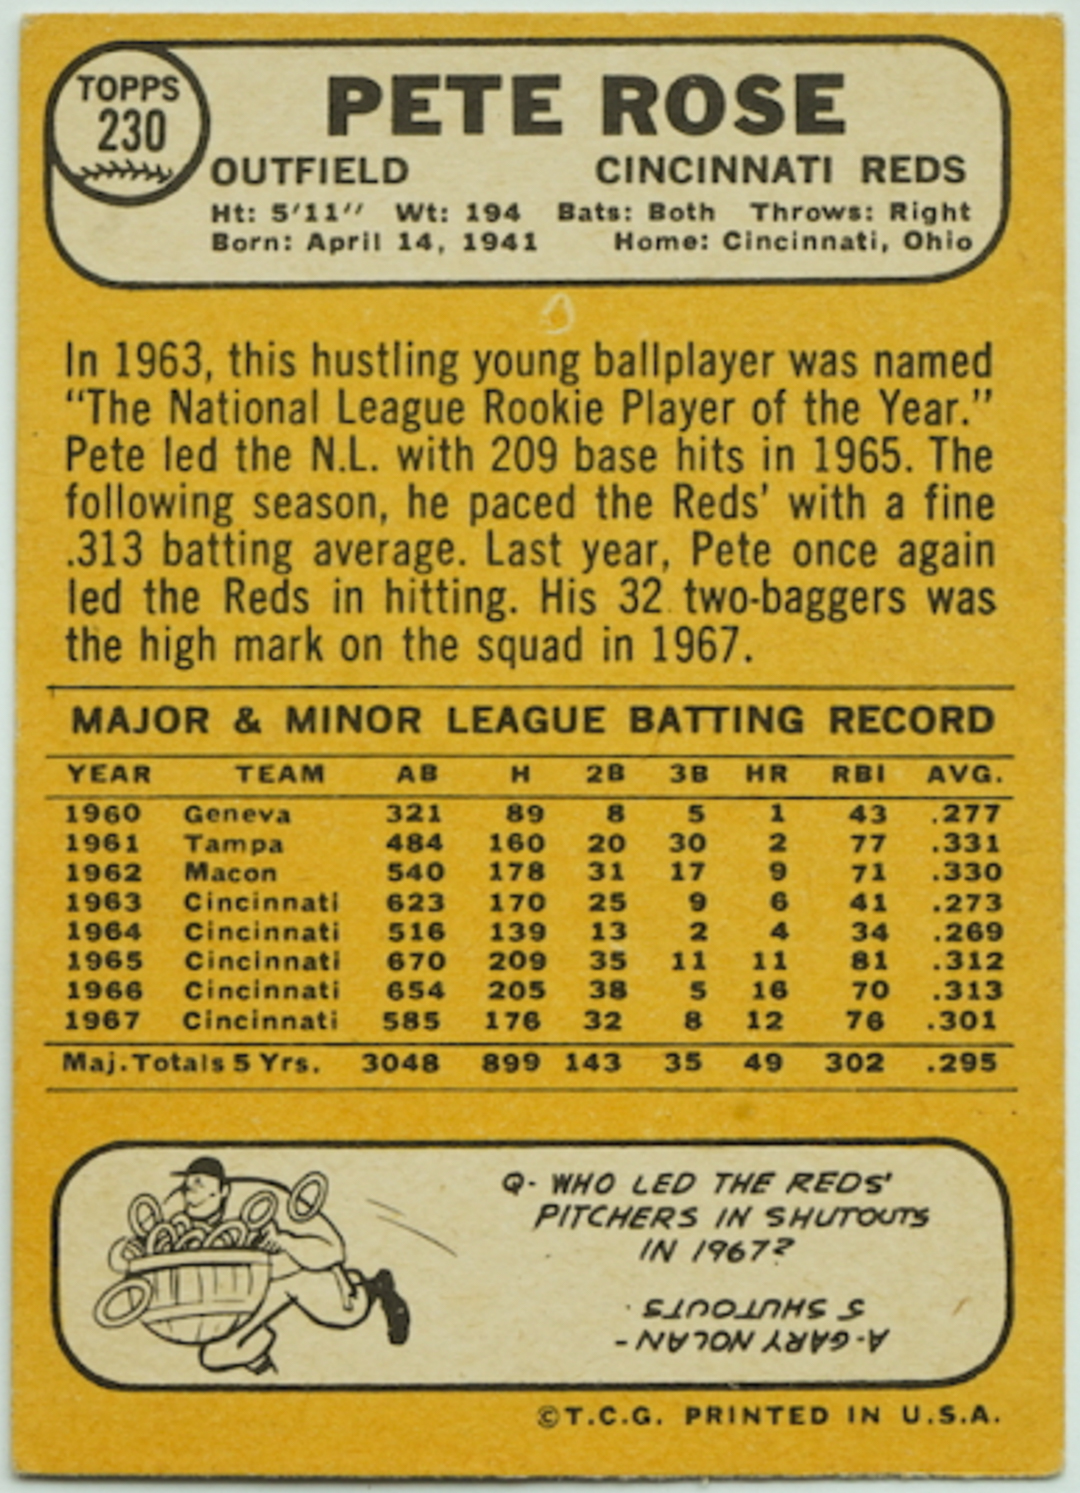 TOPPS
230
PETE ROSE
OUTFIELD CINCINNATI REDS
Ht: 5'11" Wt: 194 Bats: Both Throws: Right
Born: April 14, 1941 Home: Cincinnati, Ohio
In 1963, this hustling young ballplayer was named
"The National League Rookie Player of the Year."
Pete led the N.L. with 209 base hits in 1965. The
following season, he paced the Reds' with a fine
.313 batting average. Last year, Pete once again
led the Reds in hitting. His 32 two-baggers was
the high mark on the squad in 1967.
MAJOR & MINOR LEAGUE BATTING RECORD
YEAR TEAM AB H 2B 3B HR RBI AVG.
1960 Geneva 321 89 8 5 1 43 .277
1961 Tampa 484 160 20 30 2 77 .331
1962 Macon 540 178 31 17 9 71 .330
1963 Cincinnati 623 170 25 9 6 41 .273
1964 Cincinnati 516 139 13 2 4 34 .269
1965 Cincinnati 670 209 35 11 11 81 .312
1966 Cincinnati 654 205 38 5 16 70 .313
1967 Cincinnati 585 176 32 8 12 76 .301
Maj. Totals 5 Yrs. 3048 899 143 35 49 302 .295
Q- WHO LED THE REDS'
PITCHERS IN SHUTOUTS
IN 1967?
A-GARY NOLAN -
5 SHUTOUTS
©T.C.G. PRINTED IN U.S.A.